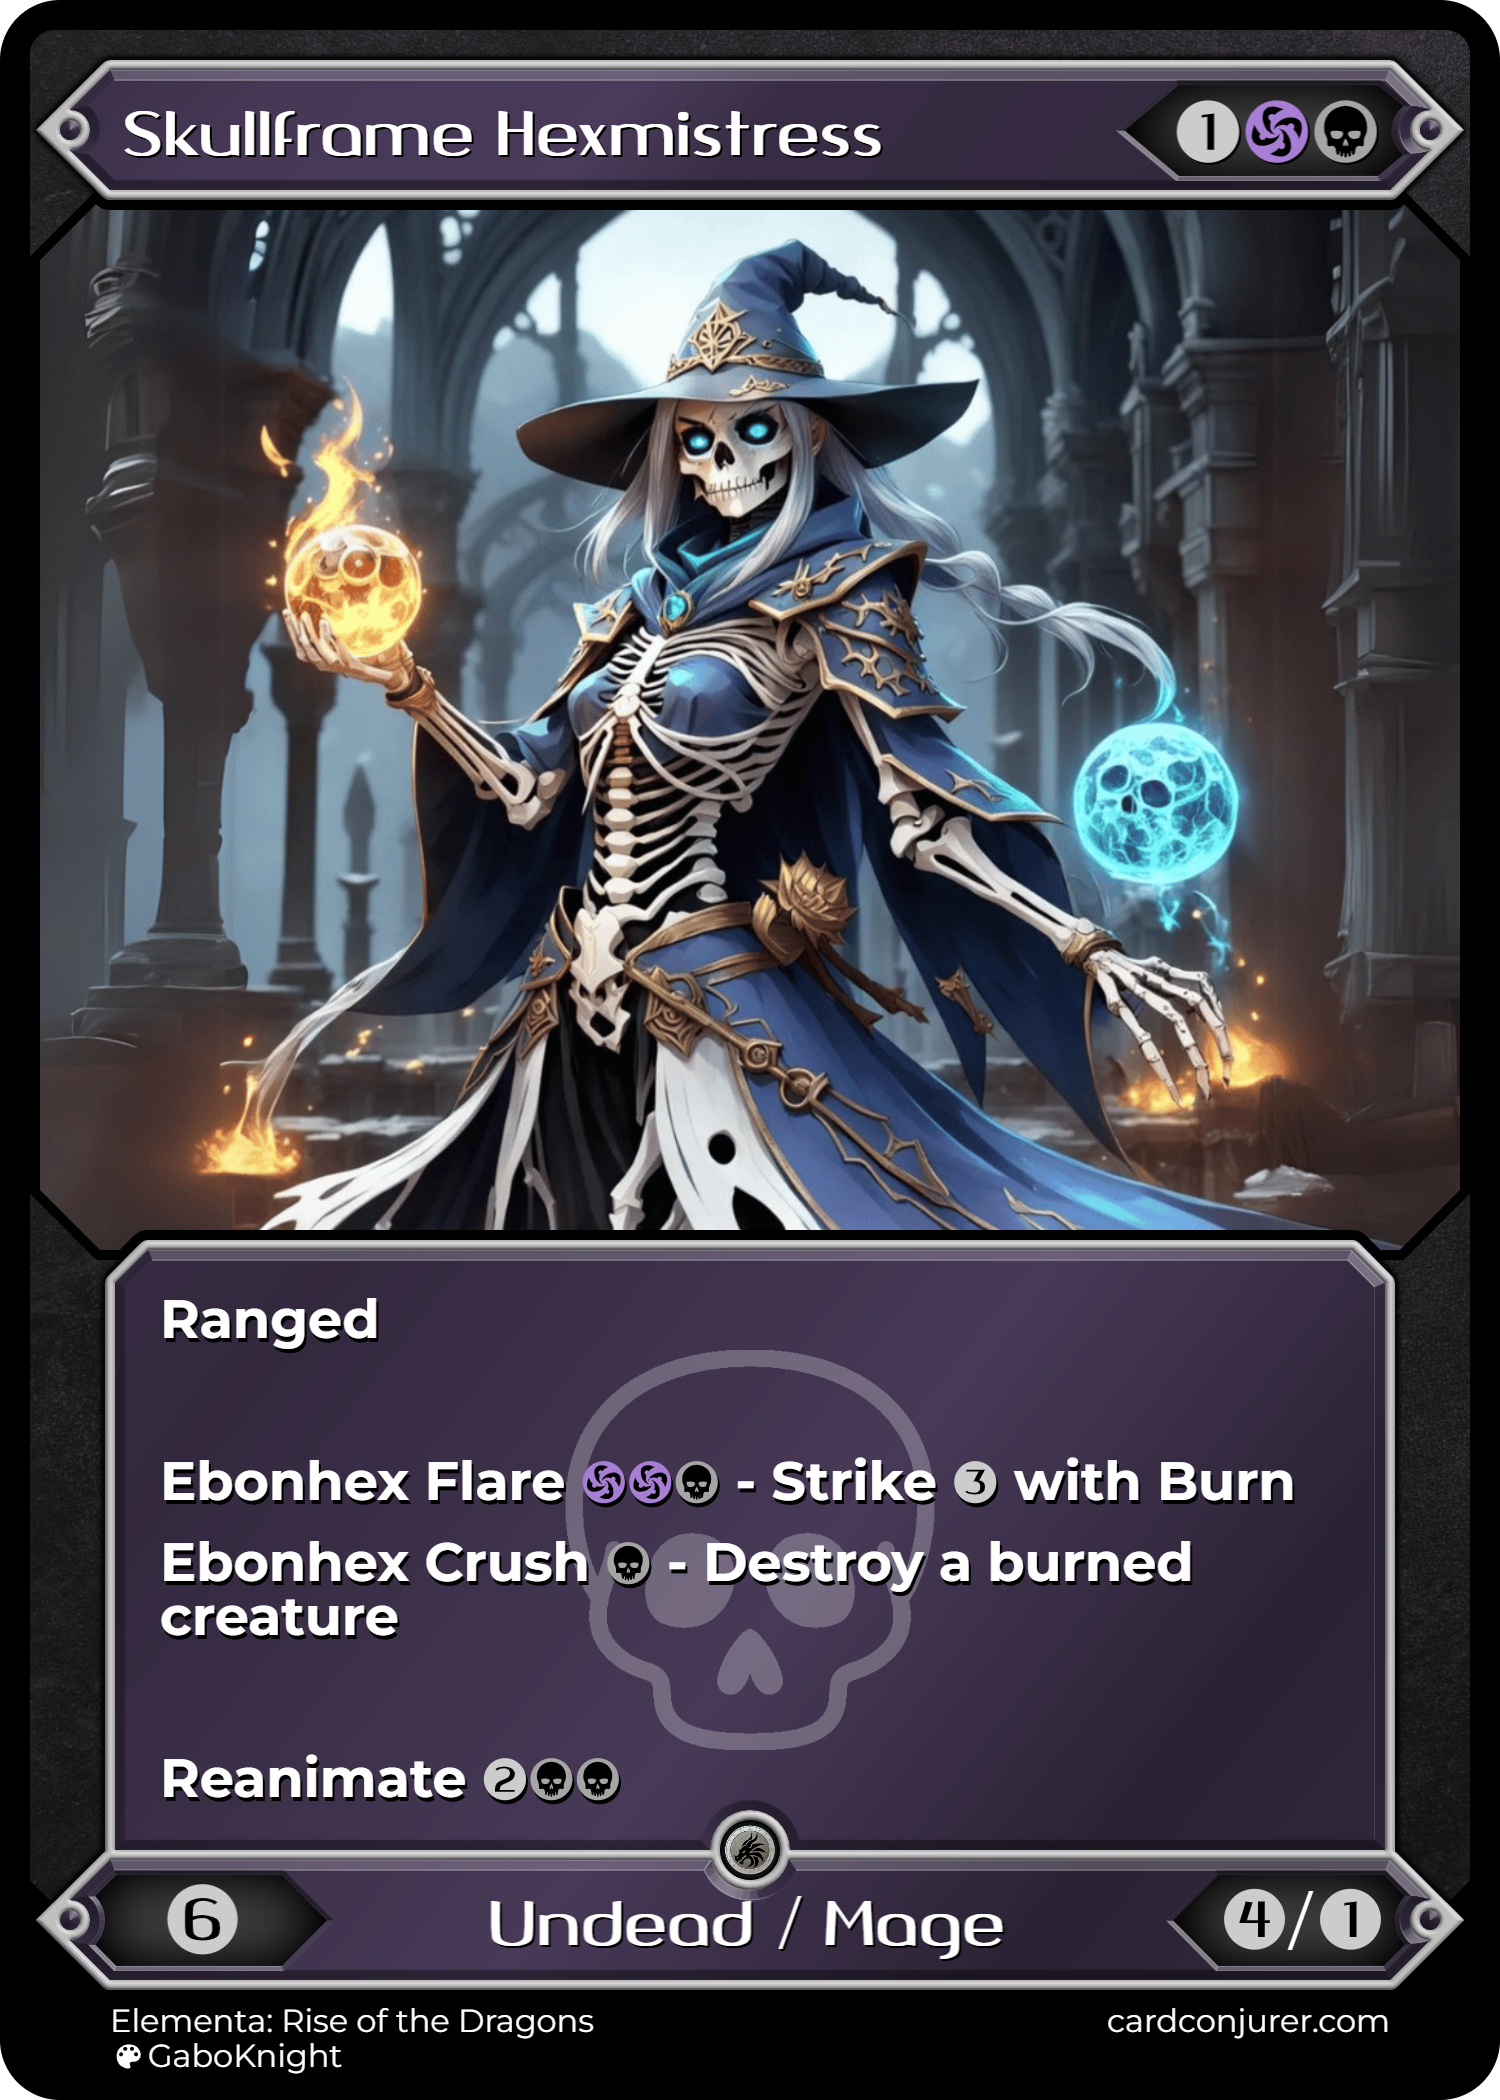 Skullframe Hexmistress 1
Ranged
Ebonhex Flare - Strike 3 with Burn
Ebonhex Crush - Destroy a burned
creature
Reanimate 2
6 Undead / Mage 4/1
Elementa: Rise of the Dragons cardconjurer.com
GaboKnight